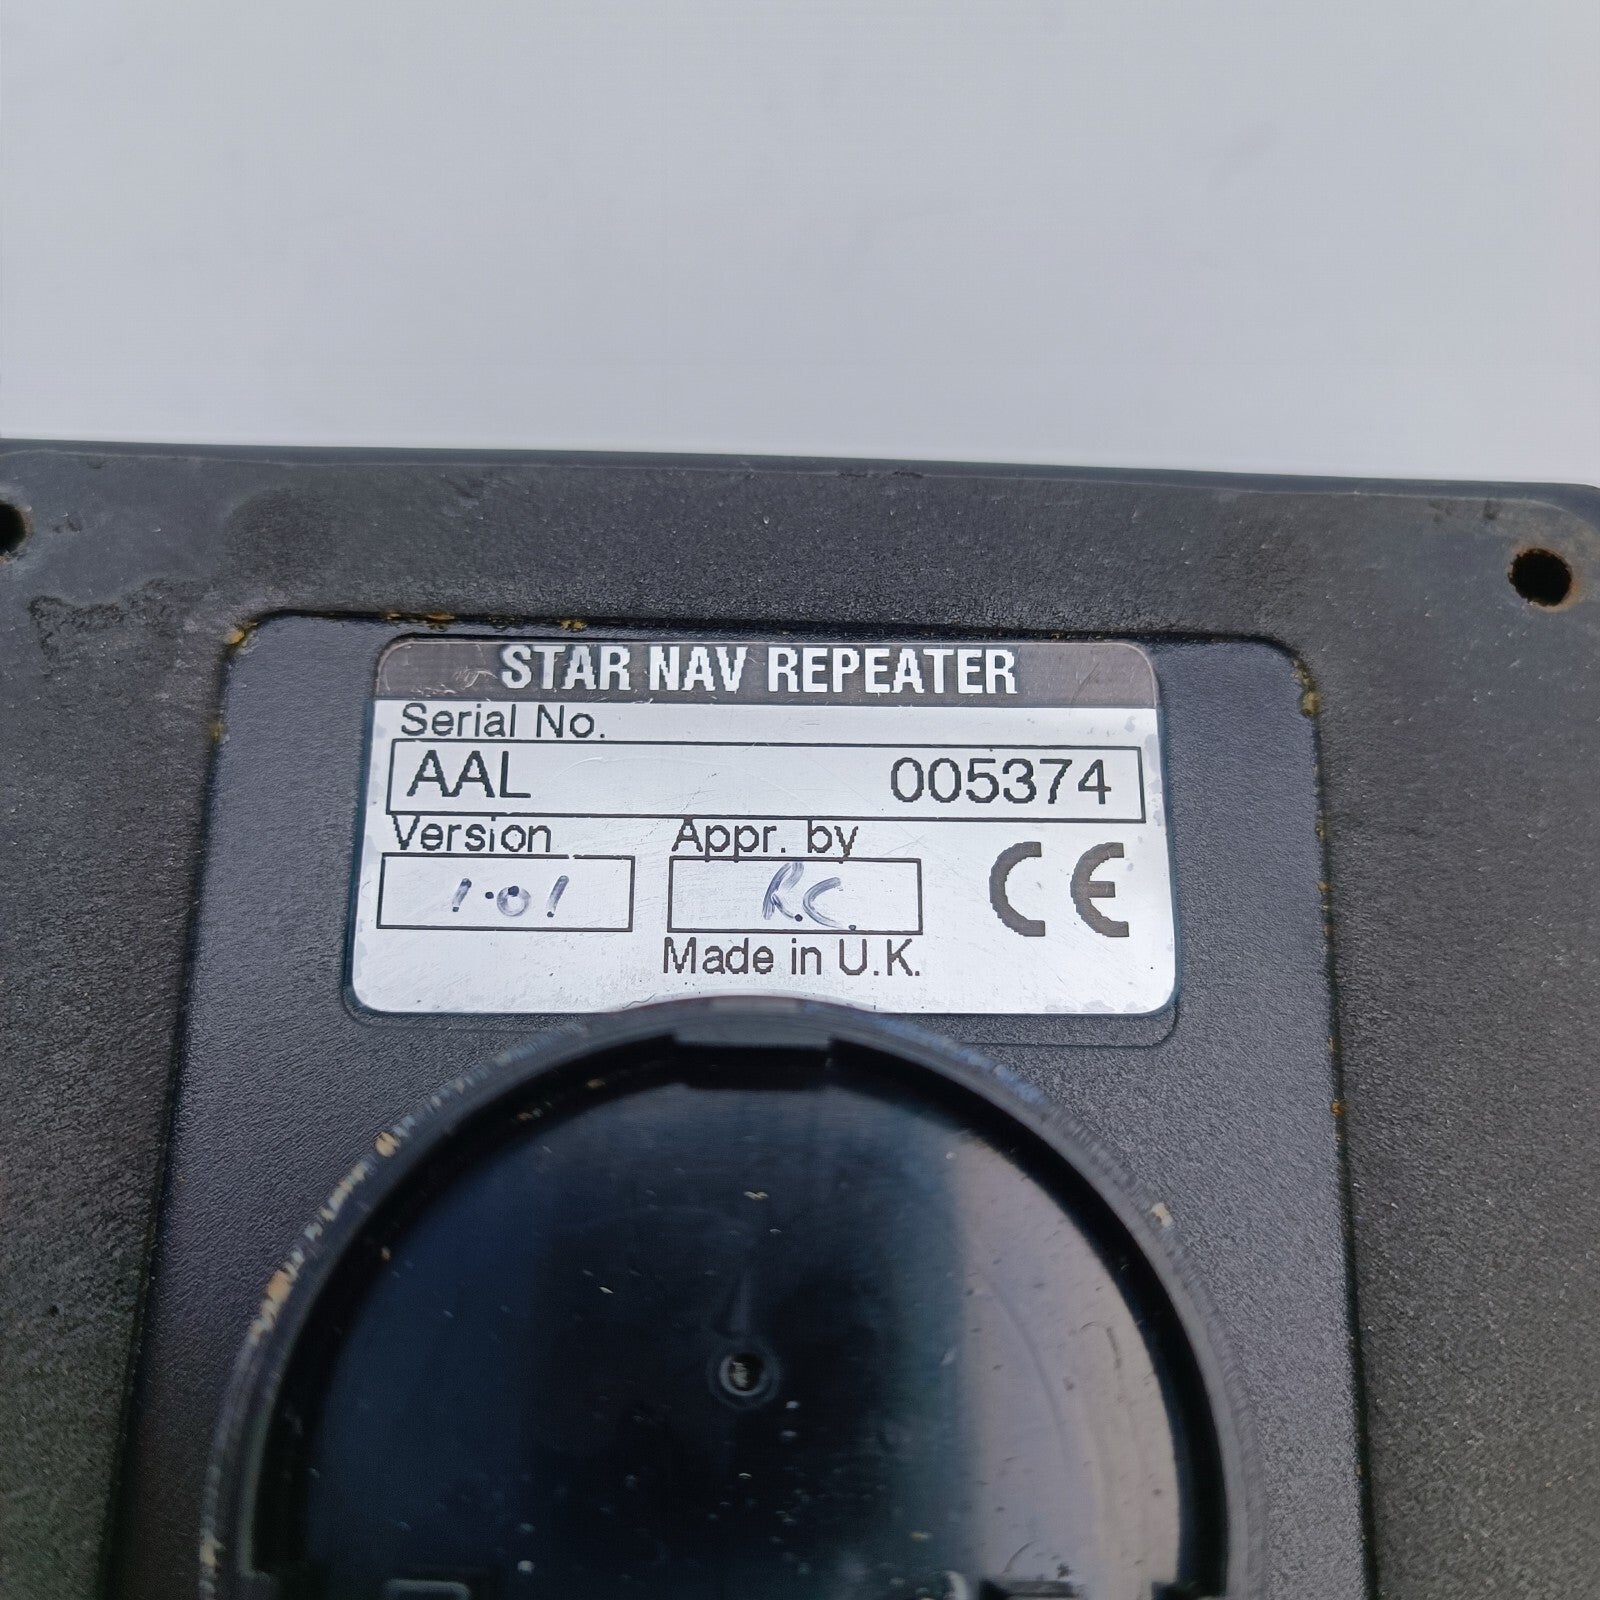 STAR NAV REPEATER
Serial No.
AAL 005374
Version Appr. by
1.01 R.C.
CE
Made in U.K.